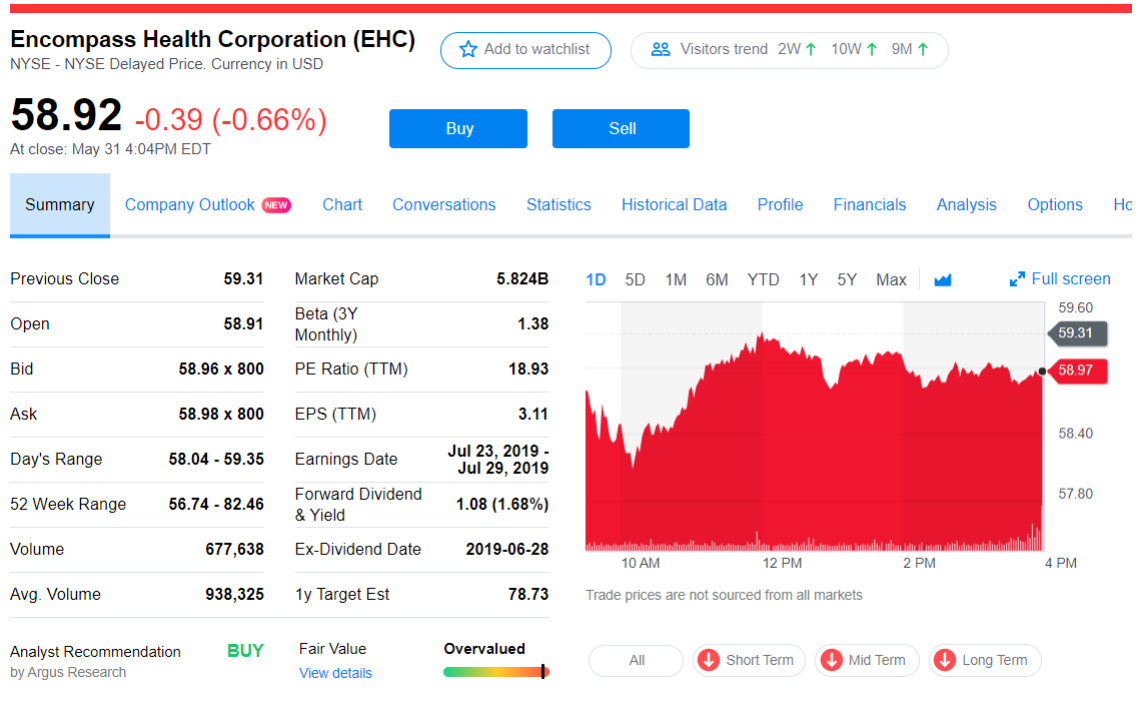 Encompass Health Corporation (EHC)
NYSE - NYSE Delayed Price. Currency in USD
Add to watchlist
Visitors trend 2W 10W 9M
58.92 -0.39 (-0.66%)
At close: May 31 4:04PM EDT
Buy
Sell
Summary Company Outlook NEW Chart Conversations Statistics Historical Data Profile Financials Analysis Options Ho
Previous Close 59.31
Open 58.91
Bid 58.96 x 800
Ask 58.98 x 800
Day's Range 58.04 - 59.35
52 Week Range 56.74 - 82.46
Volume 677,638
Avg. Volume 938,325
Market Cap 5.824B
Beta (3Y
Monthly) 1.38
PE Ratio (TTM) 18.93
EPS (TTM) 3.11
Earnings Date Jul 23, 2019 -
Jul 29, 2019
Forward Dividend
& Yield 1.08 (1.68%)
Ex-Dividend Date 2019-06-28
1y Target Est 78.73
1D 5D 1M 6M YTD 1Y 5Y Max Full screen
59.60
59.31
58.97
58.40
57.80
10 AM 12 PM 2 PM 4 PM
Trade prices are not sourced from all markets
Analyst Recommendation BUY
by Argus Research
Fair Value Overvalued
View details
All Short Term Mid Term Long Term